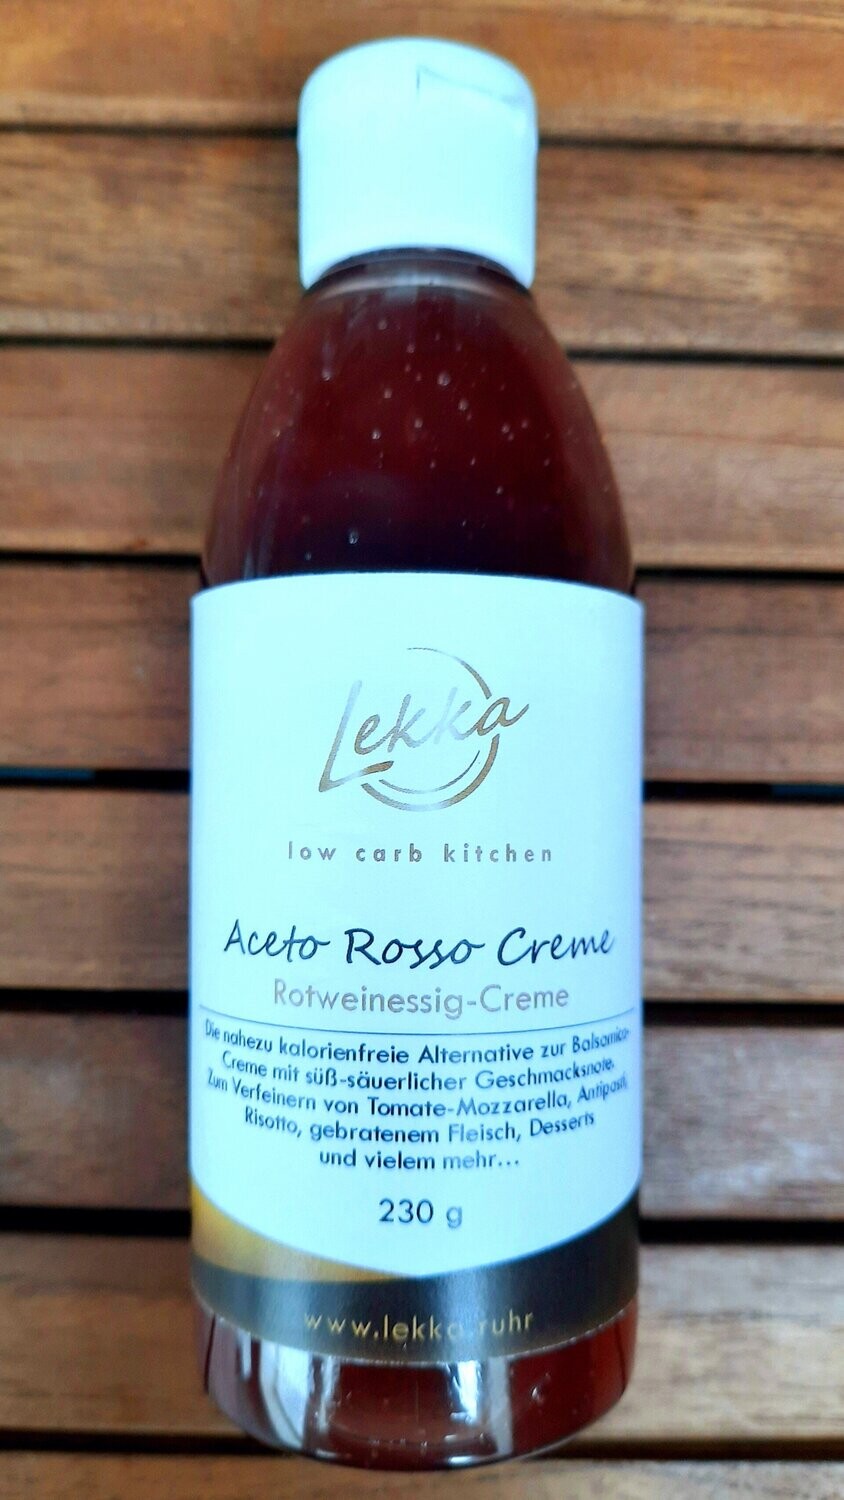 Lekka
low carb kitchen
Aceto Rosso Creme
Rotweinessig-Creme
Die nahezu kalorienfreie Alternative zur Balsamico-
Creme mit süß-säuerlicher Geschmacksnote.
Zum Verfeinern von Tomate-Mozzarella, Antipasti,
Risotto, gebratenem Fleisch, Desserts
und vielem mehr...
230 g
www.lekka.ruhr